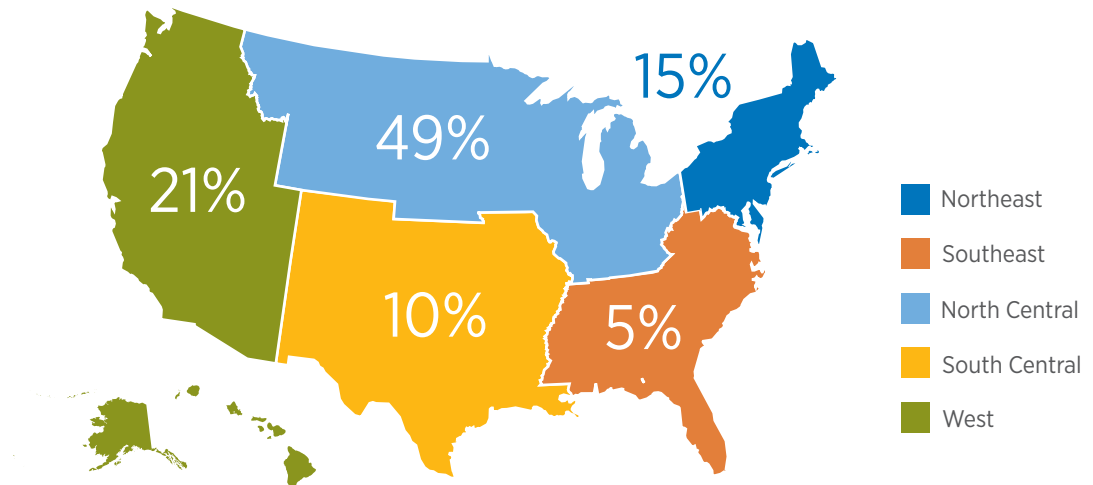 15%
49%
21%
10%
5%
Northeast
Southeast
North Central
South Central
West